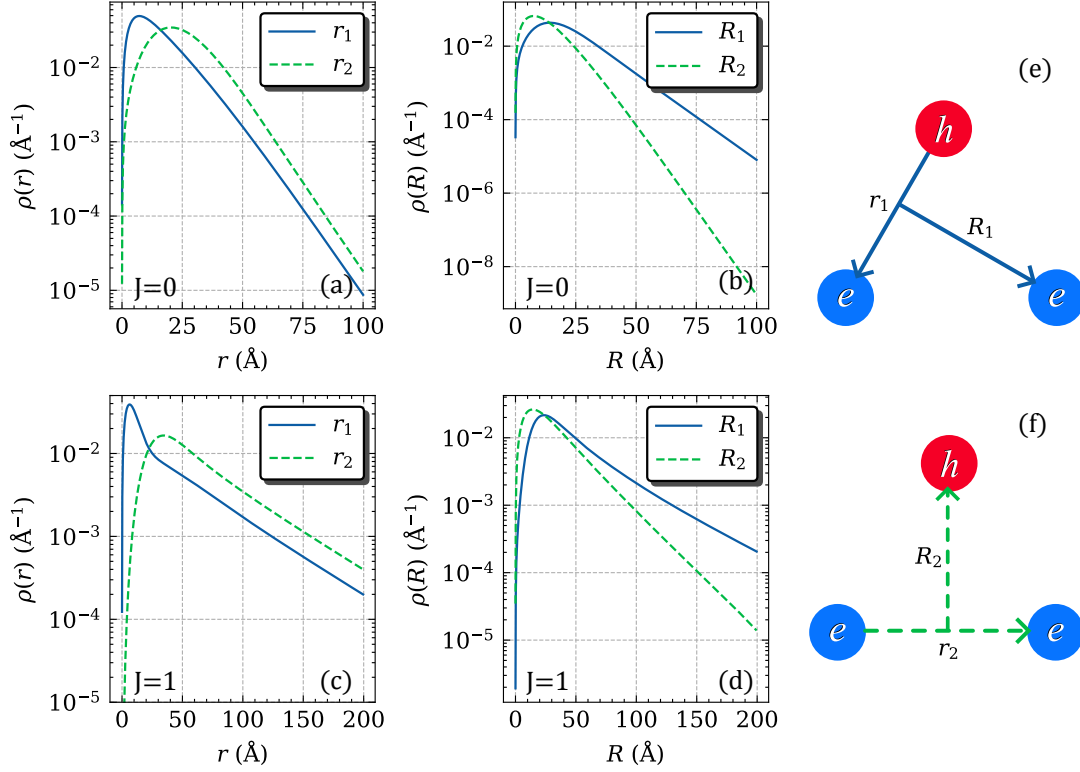 r₁
r₂
10⁻²
10⁻³
10⁻⁴
10⁻⁵
ρ(r) (Å⁻¹)
J=0
(a)
0 25 50 75 100
r (Å)
R₁
R₂
10⁻²
10⁻⁴
10⁻⁶
10⁻⁸
ρ(R) (Å⁻¹)
J=0
(b)
0 25 50 75 100
R (Å)
(e)
h
r₁
R₁
e
e
r₁
r₂
10⁻²
10⁻³
10⁻⁴
10⁻⁵
ρ(r) (Å⁻¹)
J=1
(c)
0 50 100 150 200
r (Å)
R₁
R₂
10⁻²
10⁻³
10⁻⁴
10⁻⁵
ρ(R) (Å⁻¹)
J=1
(d)
0 50 100 150 200
R (Å)
(f)
h
R₂
e
r₂
e